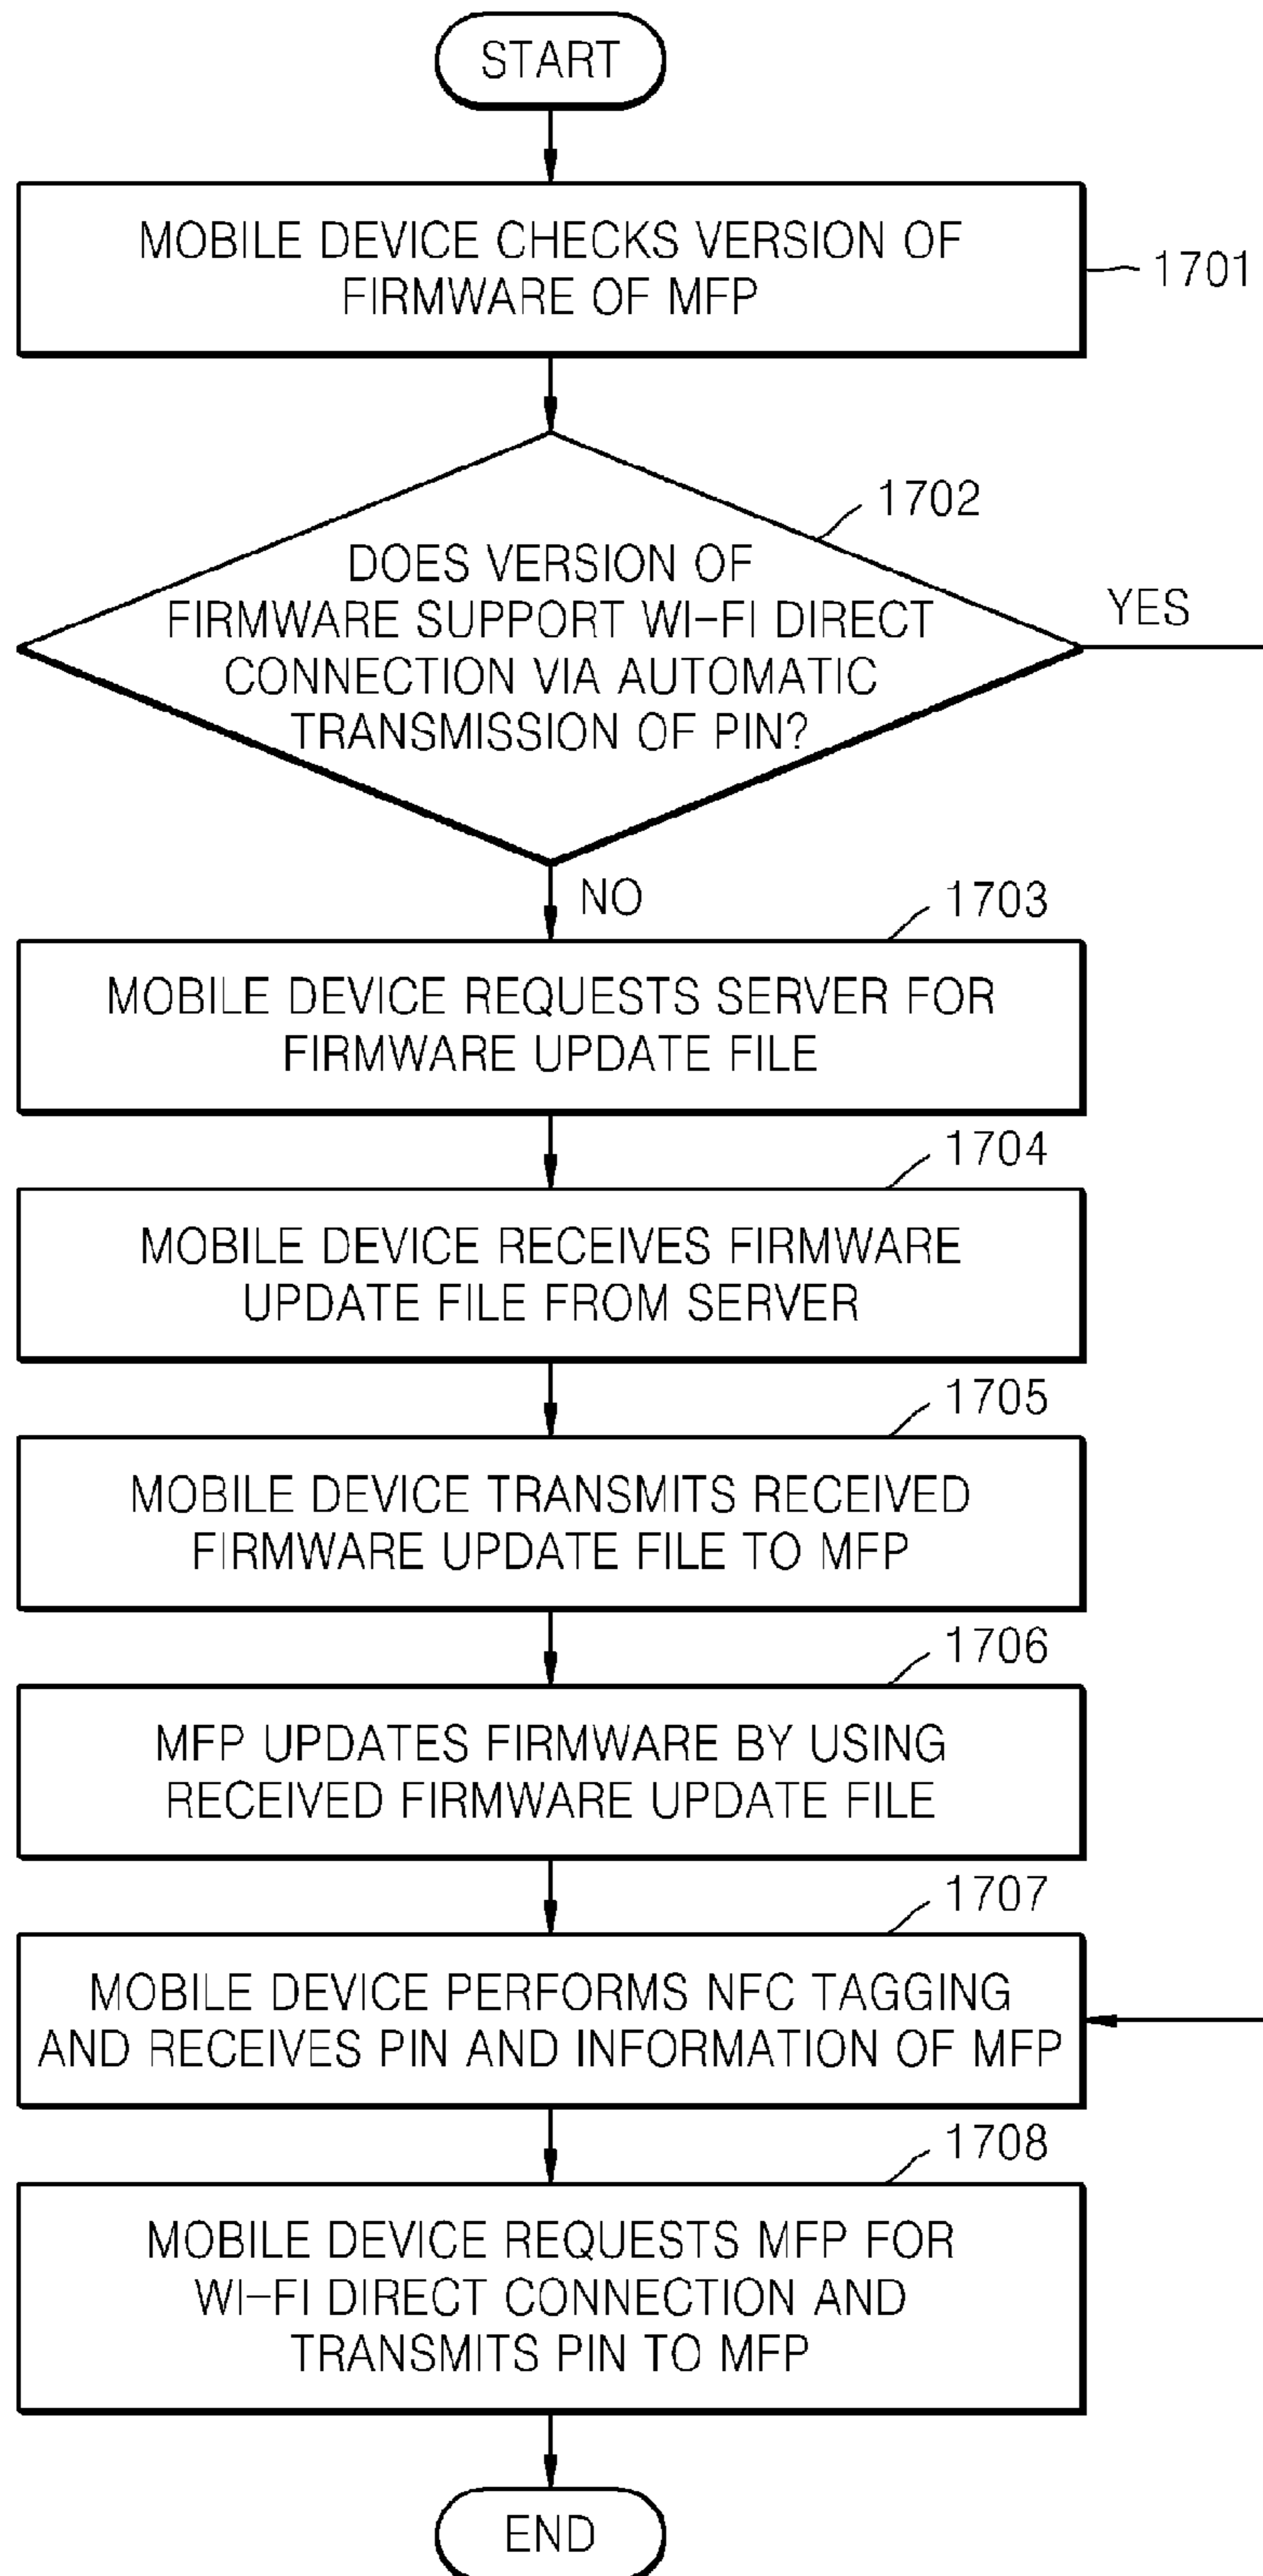 START
MOBILE DEVICE CHECKS VERSION OF
FIRMWARE OF MFP
1701
1702
DOES VERSION OF
FIRMWARE SUPPORT WI-FI DIRECT
CONNECTION VIA AUTOMATIC
TRANSMISSION OF PIN?
YES
NO
1703
MOBILE DEVICE REQUESTS SERVER FOR
FIRMWARE UPDATE FILE
1704
MOBILE DEVICE RECEIVES FIRMWARE
UPDATE FILE FROM SERVER
1705
MOBILE DEVICE TRANSMITS RECEIVED
FIRMWARE UPDATE FILE TO MFP
1706
MFP UPDATES FIRMWARE BY USING
RECEIVED FIRMWARE UPDATE FILE
1707
MOBILE DEVICE PERFORMS NFC TAGGING
AND RECEIVES PIN AND INFORMATION OF MFP
1708
MOBILE DEVICE REQUESTS MFP FOR
WI-FI DIRECT CONNECTION AND
TRANSMITS PIN TO MFP
END